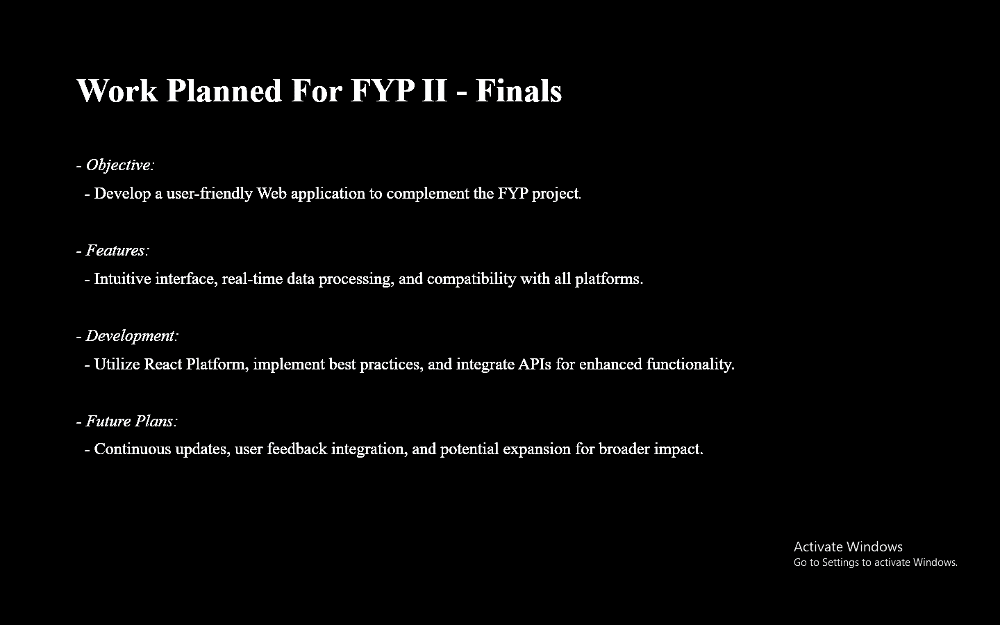 Work Planned For FYP II - Finals
- Objective:
- Develop a user-friendly Web application to complement the FYP project.
- Features:
- Intuitive interface, real-time data processing, and compatibility with all platforms.
- Development:
- Utilize React Platform, implement best practices, and integrate APIs for enhanced functionality.
- Future Plans:
- Continuous updates, user feedback integration, and potential expansion for broader impact.
Activate Windows
Go to Settings to activate Windows.